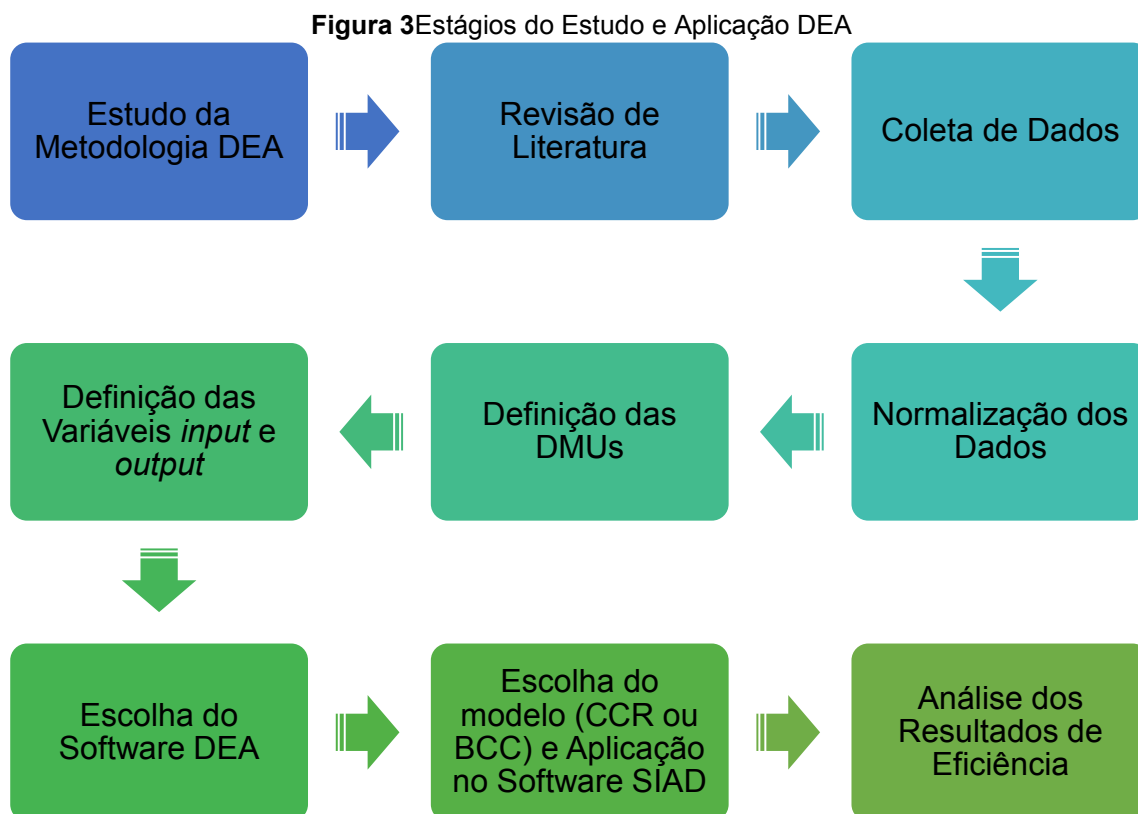 Figura 3Estágios do Estudo e Aplicação DEA
Estudo da
Metodologia DEA
Revisão de
Literatura
Coleta de Dados
Normalização dos
Dados
Definição das
DMUs
Definição das
Variáveis input e
output
Escolha do
Software DEA
Escolha do
modelo (CCR ou
BCC) e Aplicação
no Software SIAD
Análise dos
Resultados de
Eficiência